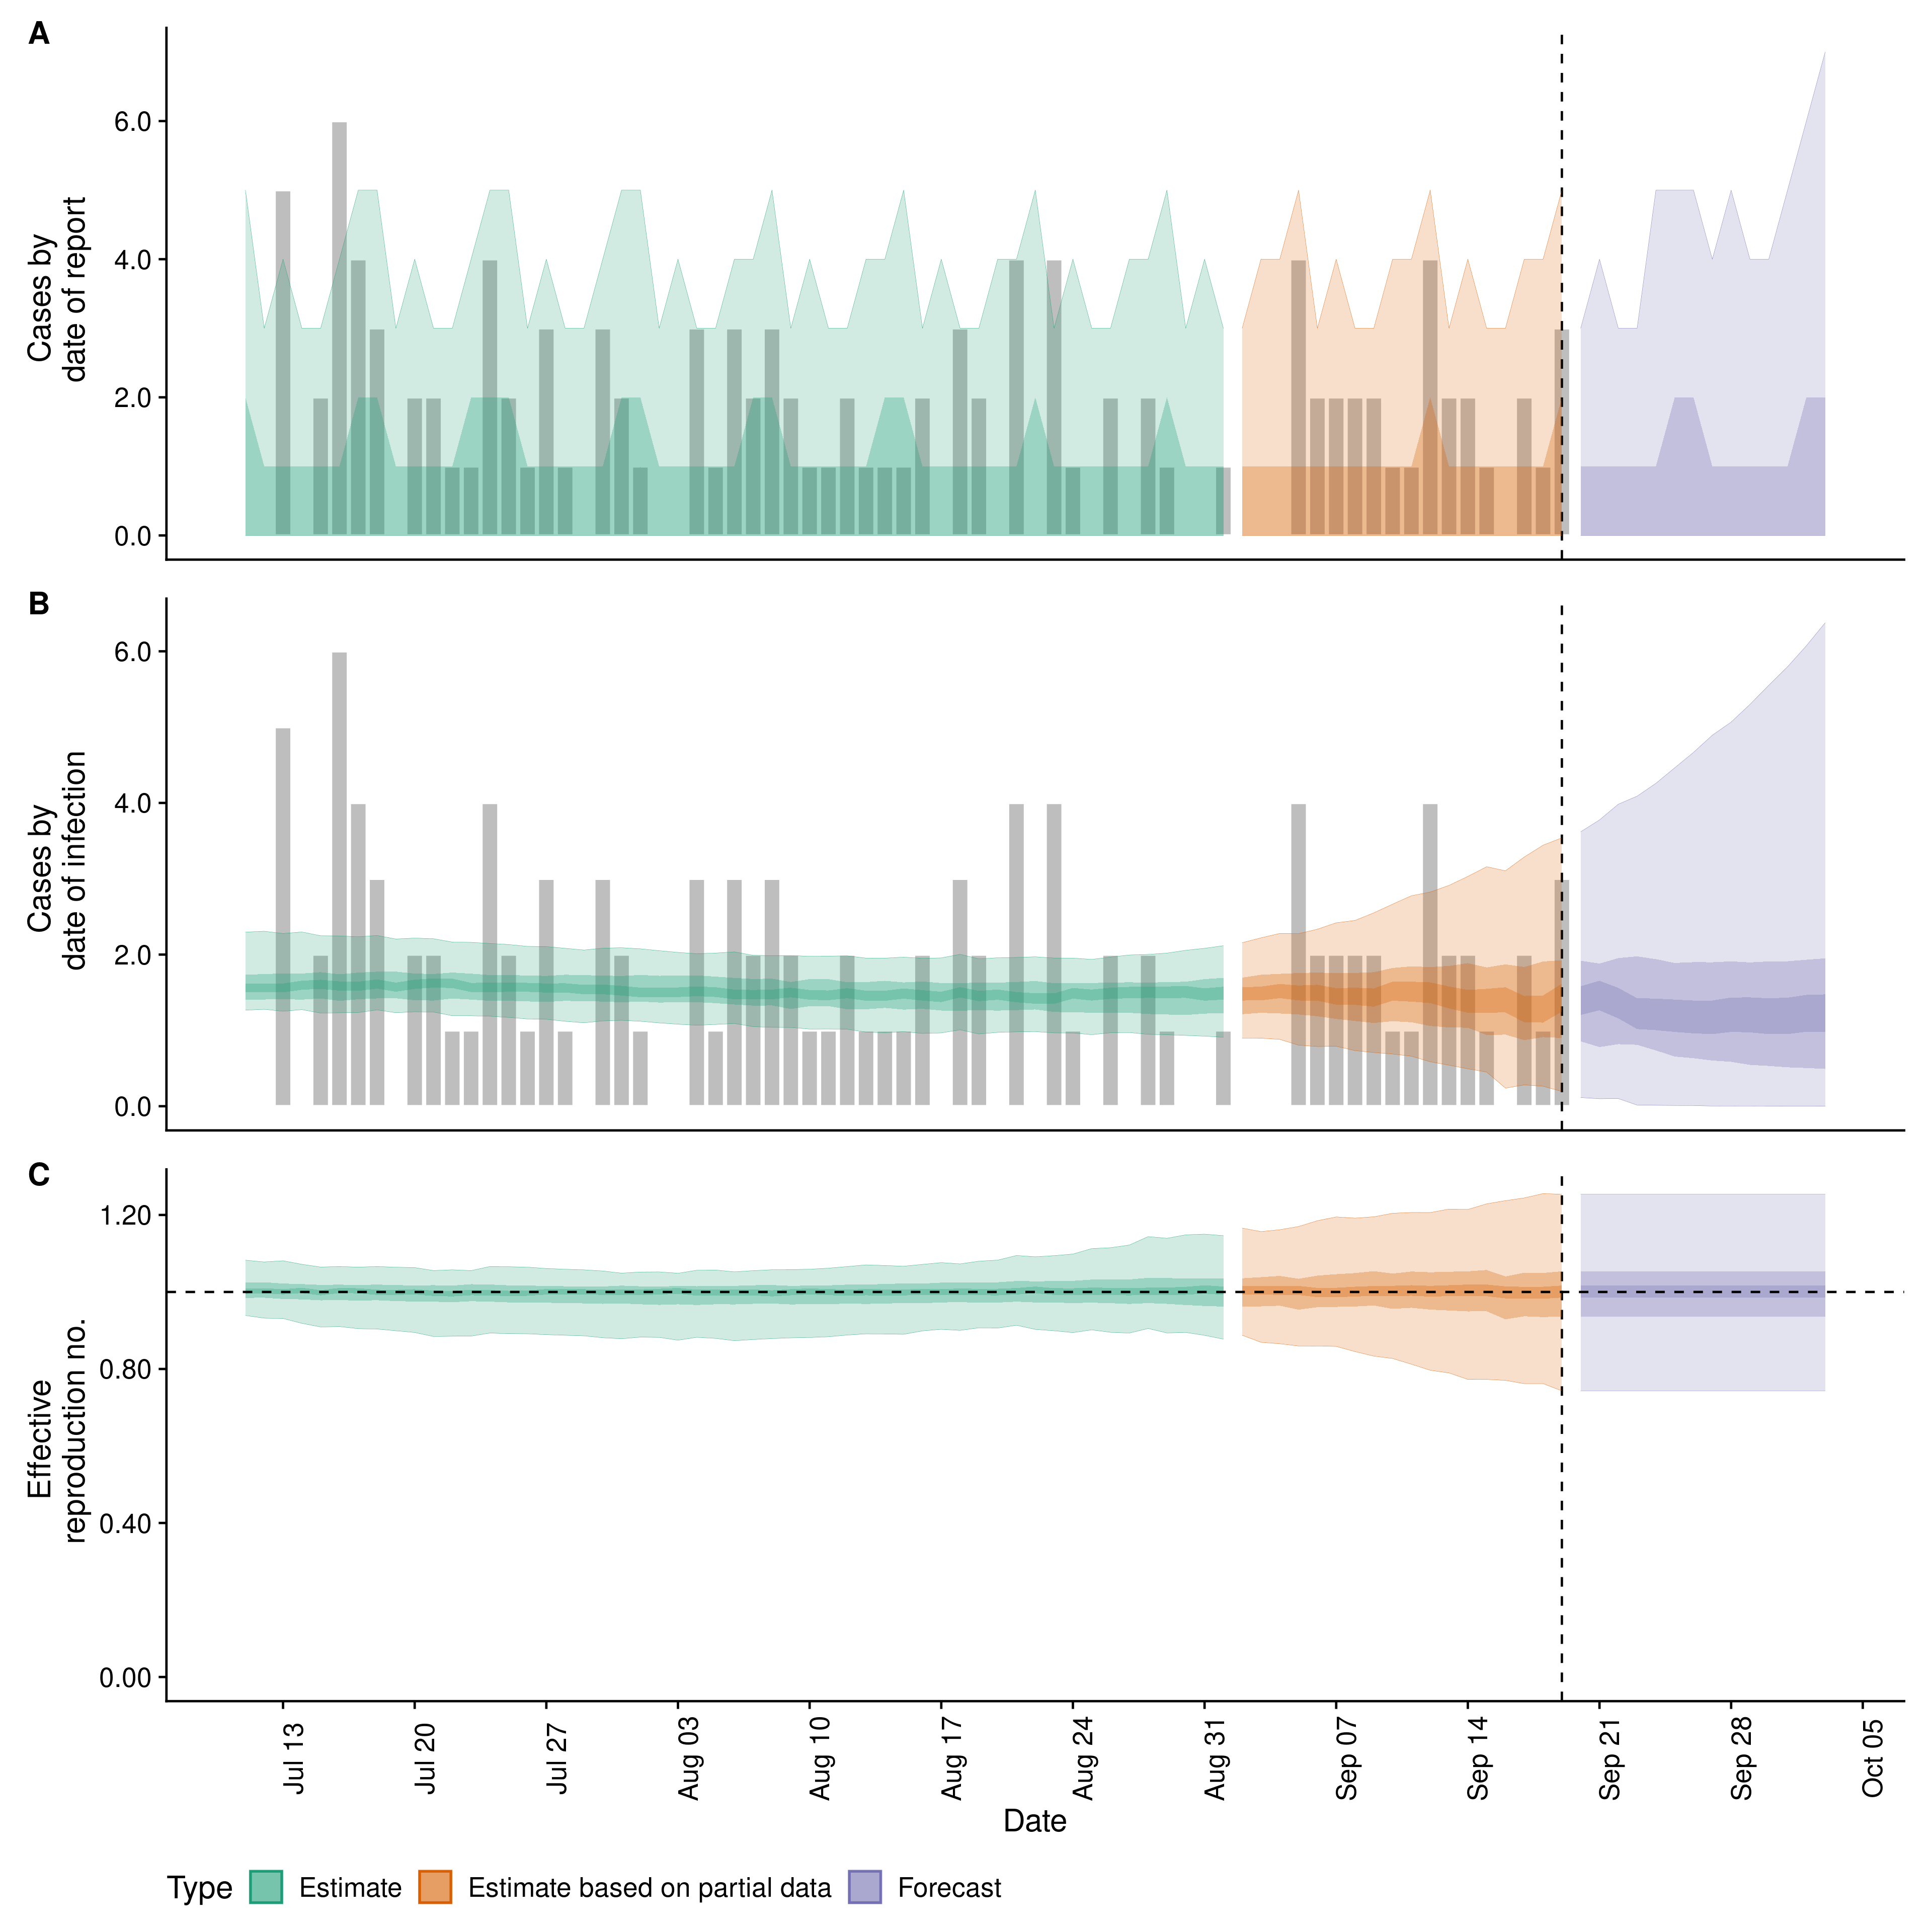 A
Cases by
date of report
6.0
4.0
2.0
0.0
B
Cases by
date of infection
6.0
4.0
2.0
0.0
C
Effective
reproduction no.
1.20
0.80
0.40
0.00
Jul 13
Jul 20
Jul 27
Aug 03
Aug 10
Aug 17
Aug 24
Aug 31
Sep 07
Sep 14
Sep 21
Sep 28
Oct 05
Date
Type Estimate Estimate based on partial data Forecast